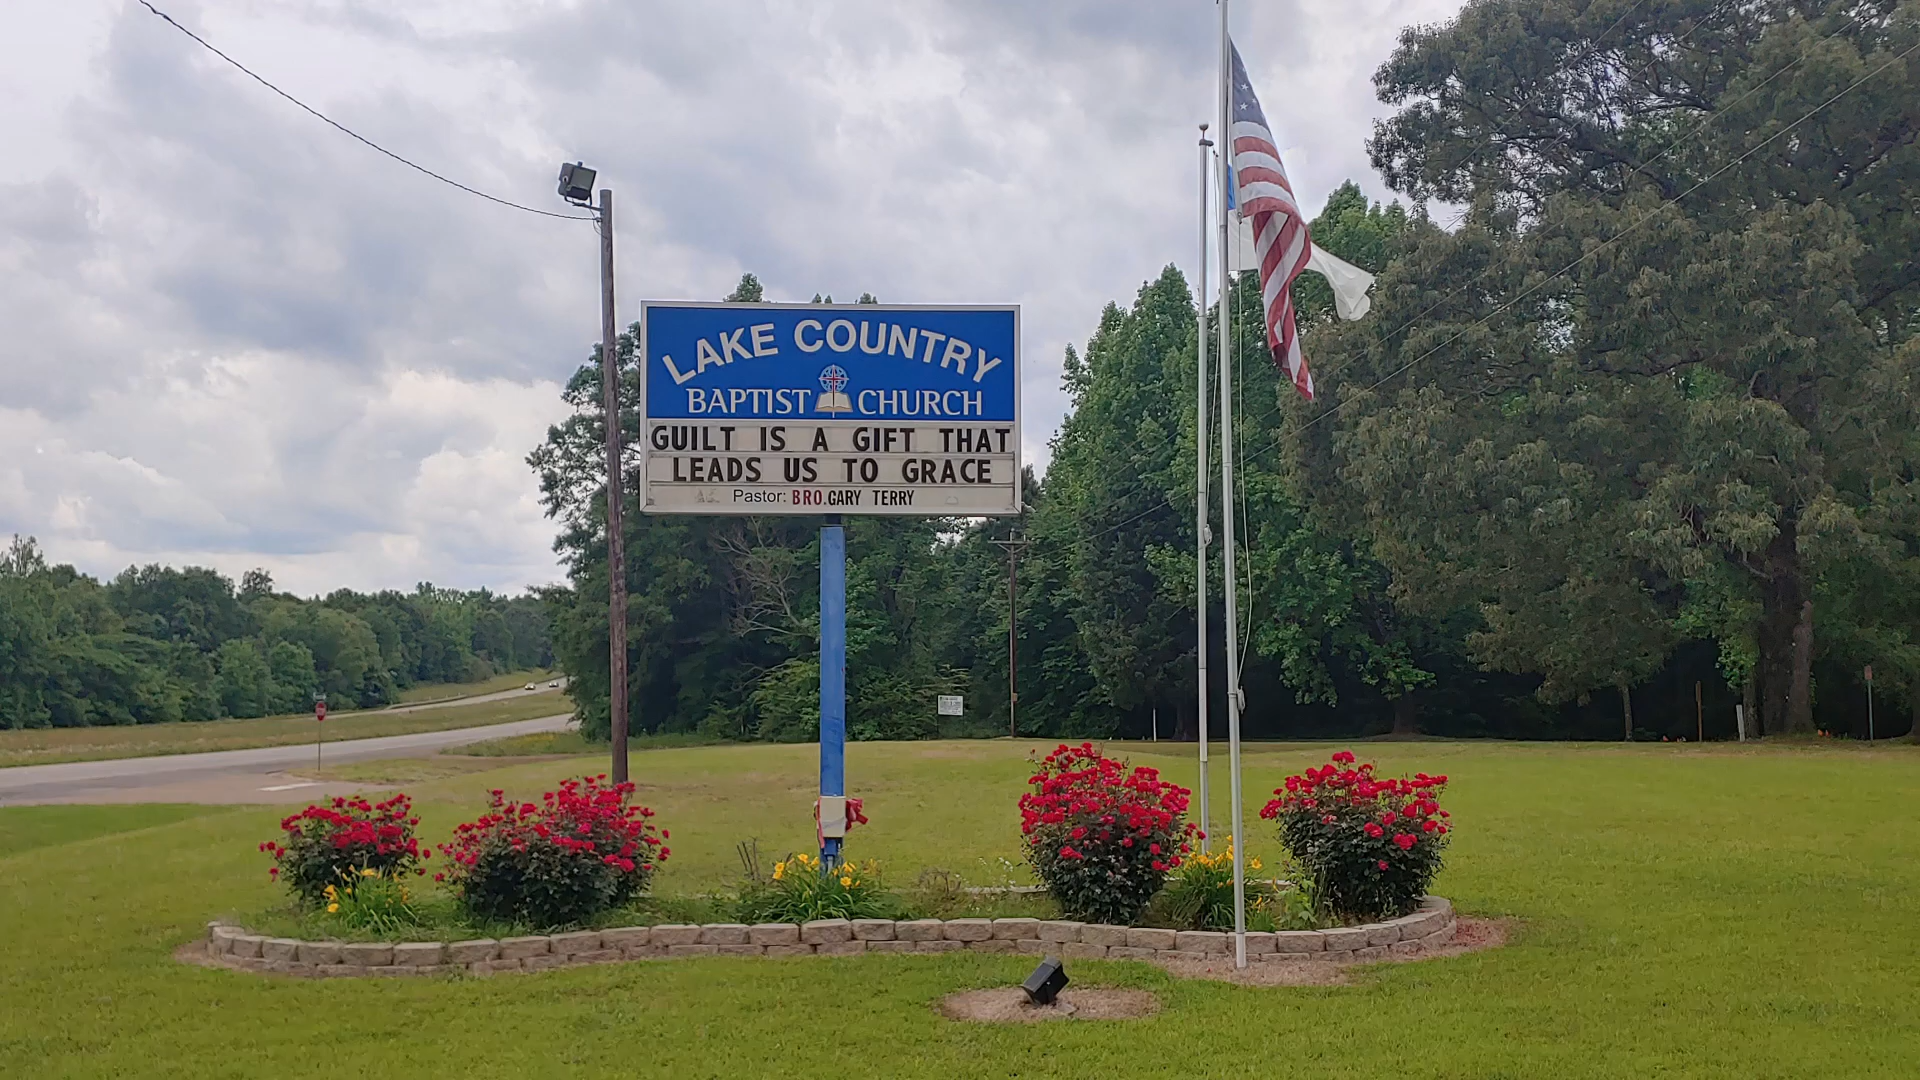 LAKE COUNTRY
BAPTIST CHURCH
GUILT IS A GIFT THAT
LEADS US TO GRACE
Pastor: BRO.GARY TERRY